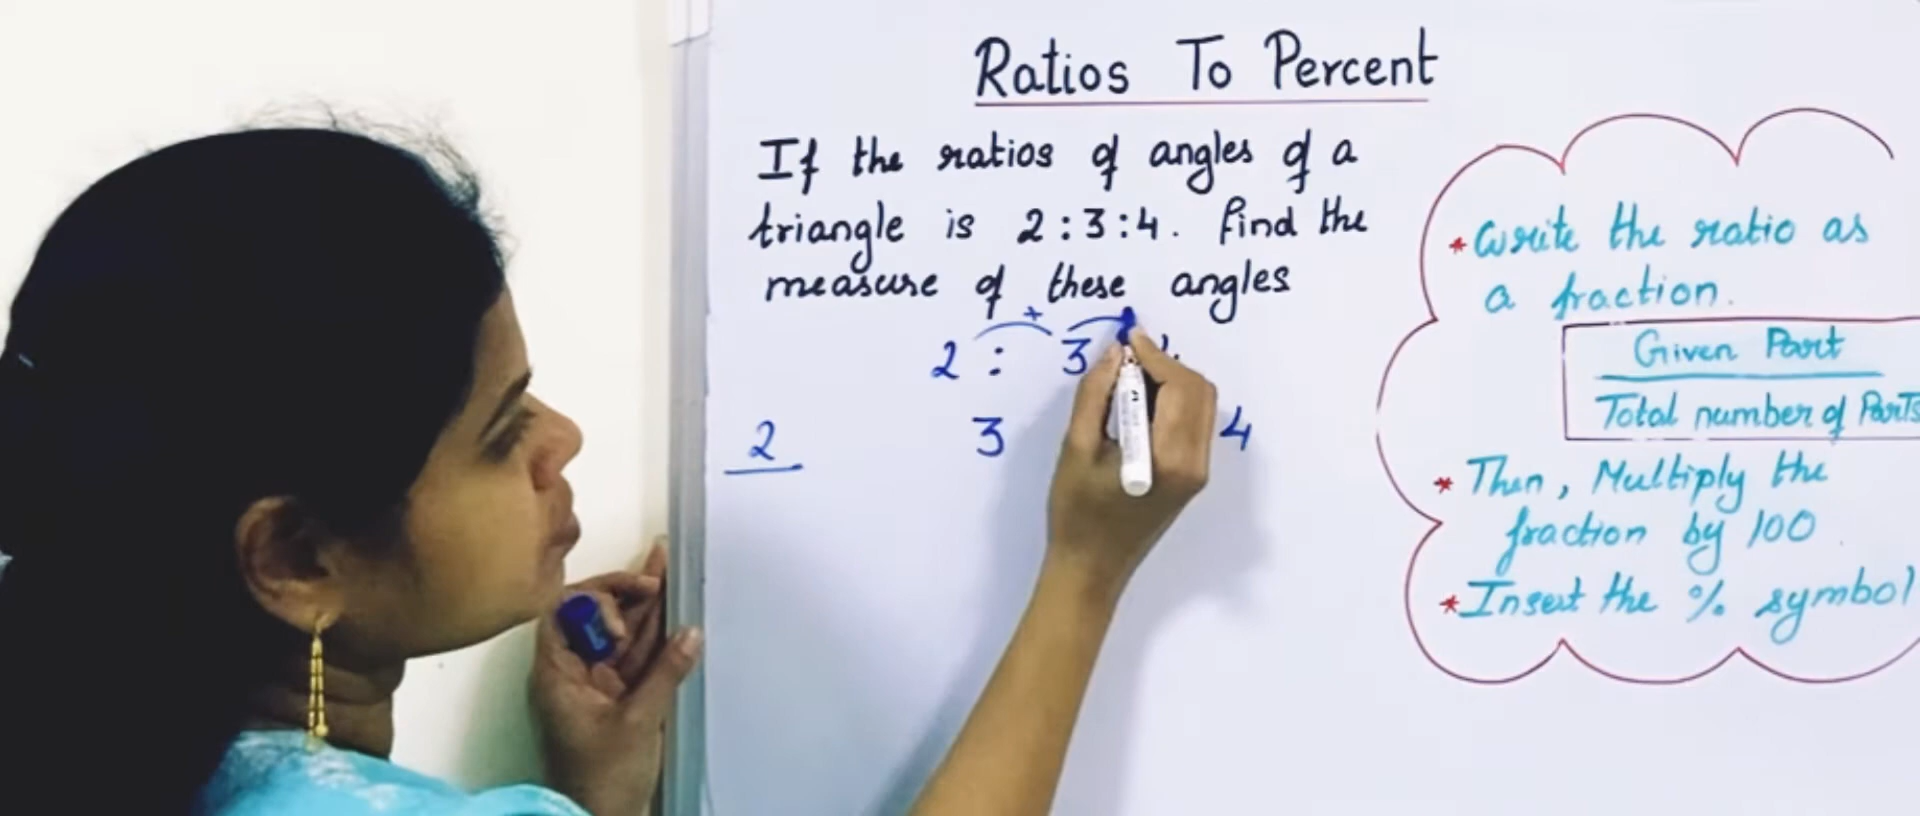 Ratios To Percent
If the ratios of angles of a
triangle is 2:3:4. find the
measure of these angles
+
2 : 3
2 3 4
*Write the ratio as
a fraction.
Given Part
Total number of Parts
* Then, Multiply the
fraction by 100
*Insert the % symbol